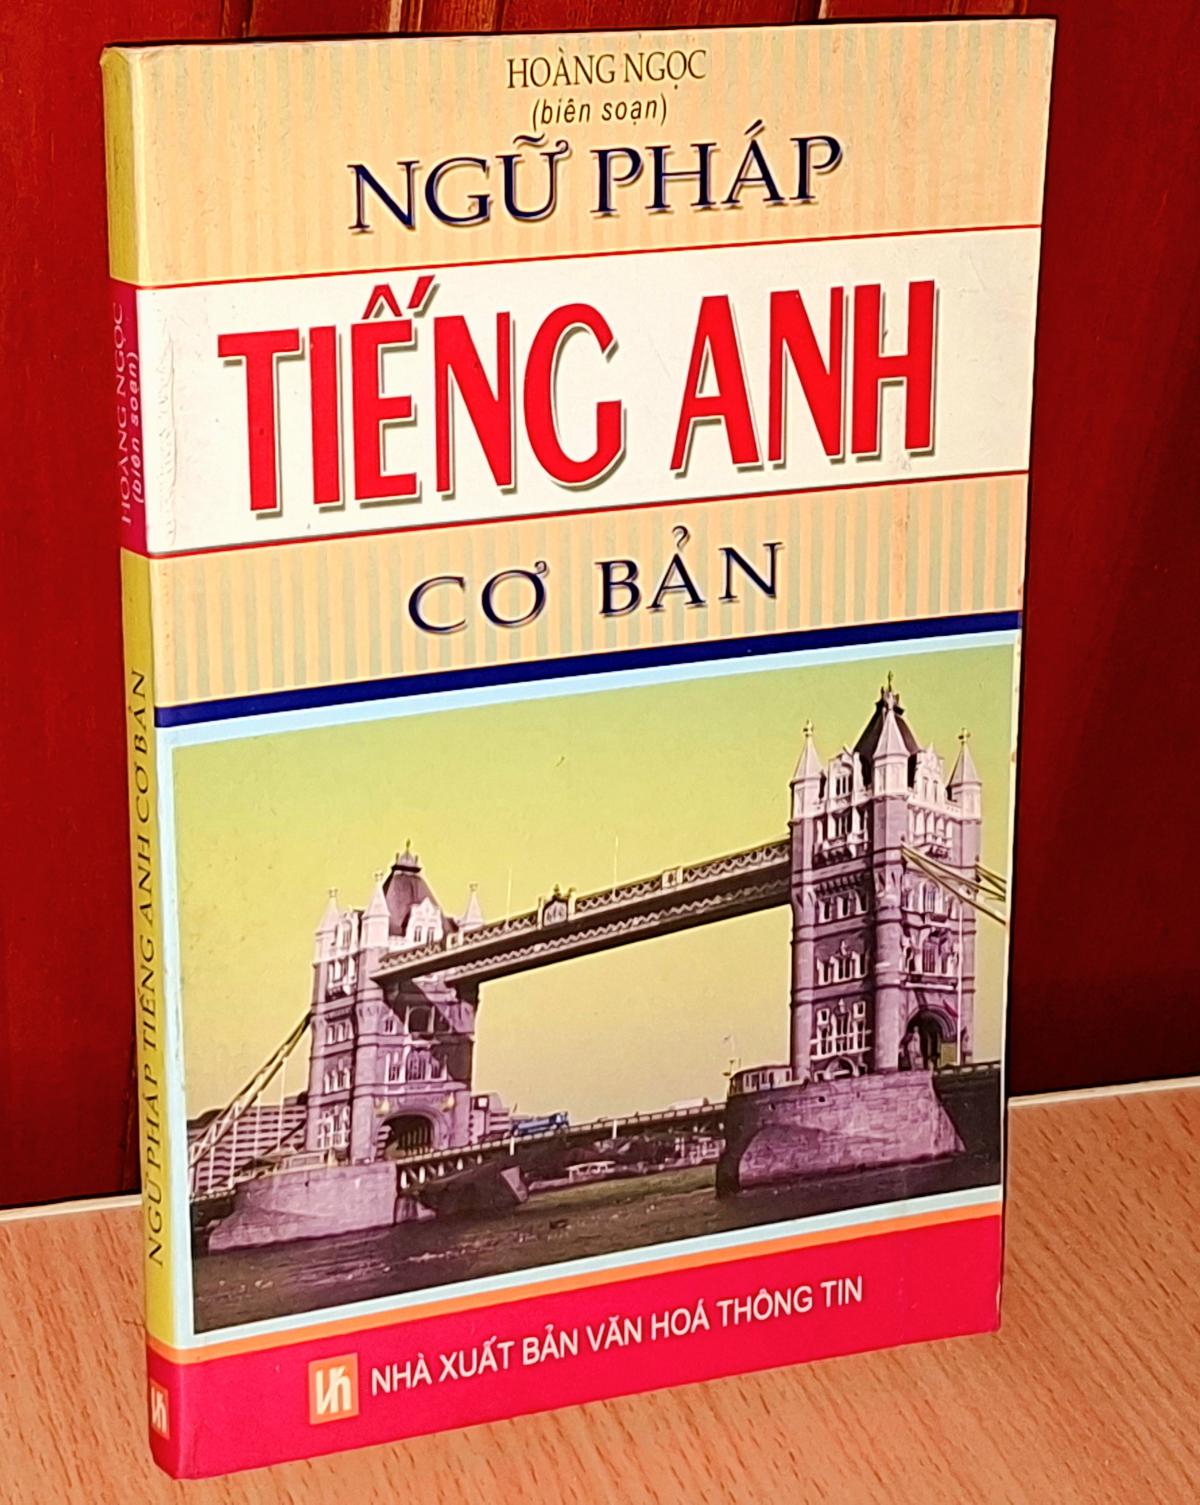 HOÀNG NGỌC
(biên soạn)
NGỮ PHÁP
TIẾNG ANH
CƠ BẢN
NHÀ XUẤT BẢN VĂN HOÁ THÔNG TIN
HOÀNG NGỌC
(biên soạn)
NGỮ PHÁP TIẾNG ANH CƠ BẢN